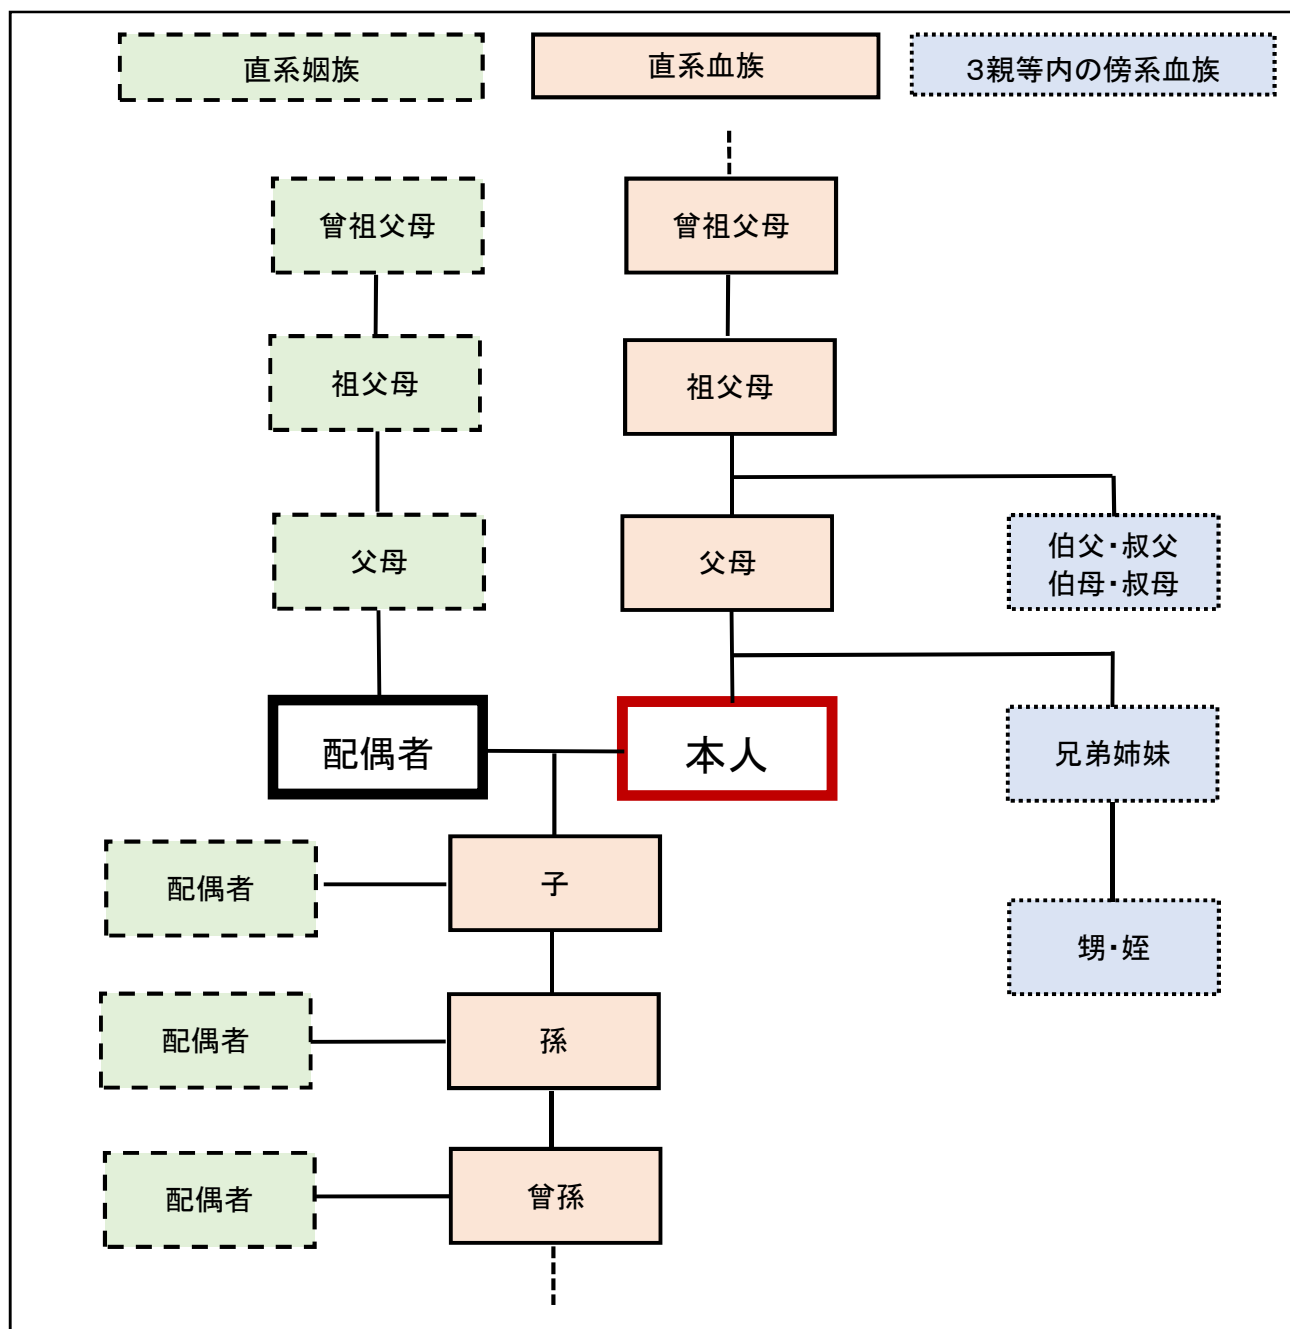 直系姻族
直系血族
3親等内の傍系血族
曾祖父母
曾祖父母
祖父母
祖父母
父母
父母
伯父・叔父
伯母・叔母
配偶者
本人
兄弟姉妹
配偶者
子
甥・姪
配偶者
孫
配偶者
曾孫